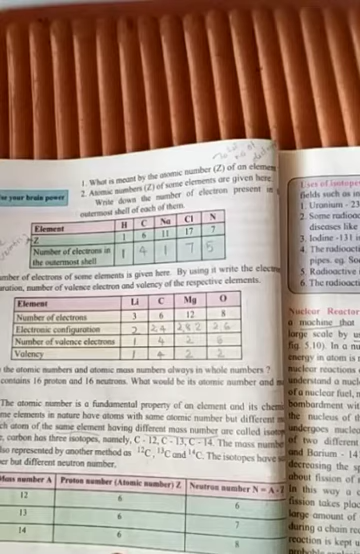 Use your brain power
1. What is meant by the atomic number (Z) of an element
2. Atomic numbers (Z) of some elements are given here.
Write down the number of electron present in
outermost shell of each of them.
Element H C Na Cl N
Z 1 6 11 17 7
Number of electrons in the outermost shell 1 4 1 7 5
number of electrons of some elements is given here. By using it write the electro
uration, number of valence electron and valency of the respective elements.
Element Li C Mg O
Number of electrons 3 6 12 8
Electronic configuration 2 2 4 2 8 2 2 6
Number of valence electrons 1 4 2 6
Valency 1 4 2 2
the atomic numbers and atomic mass numbers always in whole numbers ?
contains 16 proton and 16 neutrons. What would be its atomic number and
The atomic number is a fundamental property of an element and its chem
me elements in nature have atoms with same atomic number but different
ch atom of the same element having different mass number are called isotop
carbon has three isotopes, namely, C - 12, C - 13, C - 14. The mass number
lso represented by another method as ¹²C, ¹³C and ¹⁴C. The isotopes have
er but different neutron number.
Mass number A Proton number (Atomic number) Z Neutron number N = A - Z
12 6 6
13 6 7
14 6 8
Uses of isotopes
fields such as in
1. Uranium - 23
2. Some radioa
diseases like
3. Iodine -131 i
4. The radioacti
pipes. eg. So
5. Radioactive
6. The radioacti
Nuclear Reactor
a machine that
large scale by u
fig 5.10). In a nu
energy in atom is
nuclear reactions
understand a nucl
of a nuclear fuel,
bombardment wi
the nucleus of th
undergoes nuclea
of two different
and Barium - 14
decreasing the s
about fission of
In this way a
fission takes plac
large amount of
during a chain re
reaction is kept u